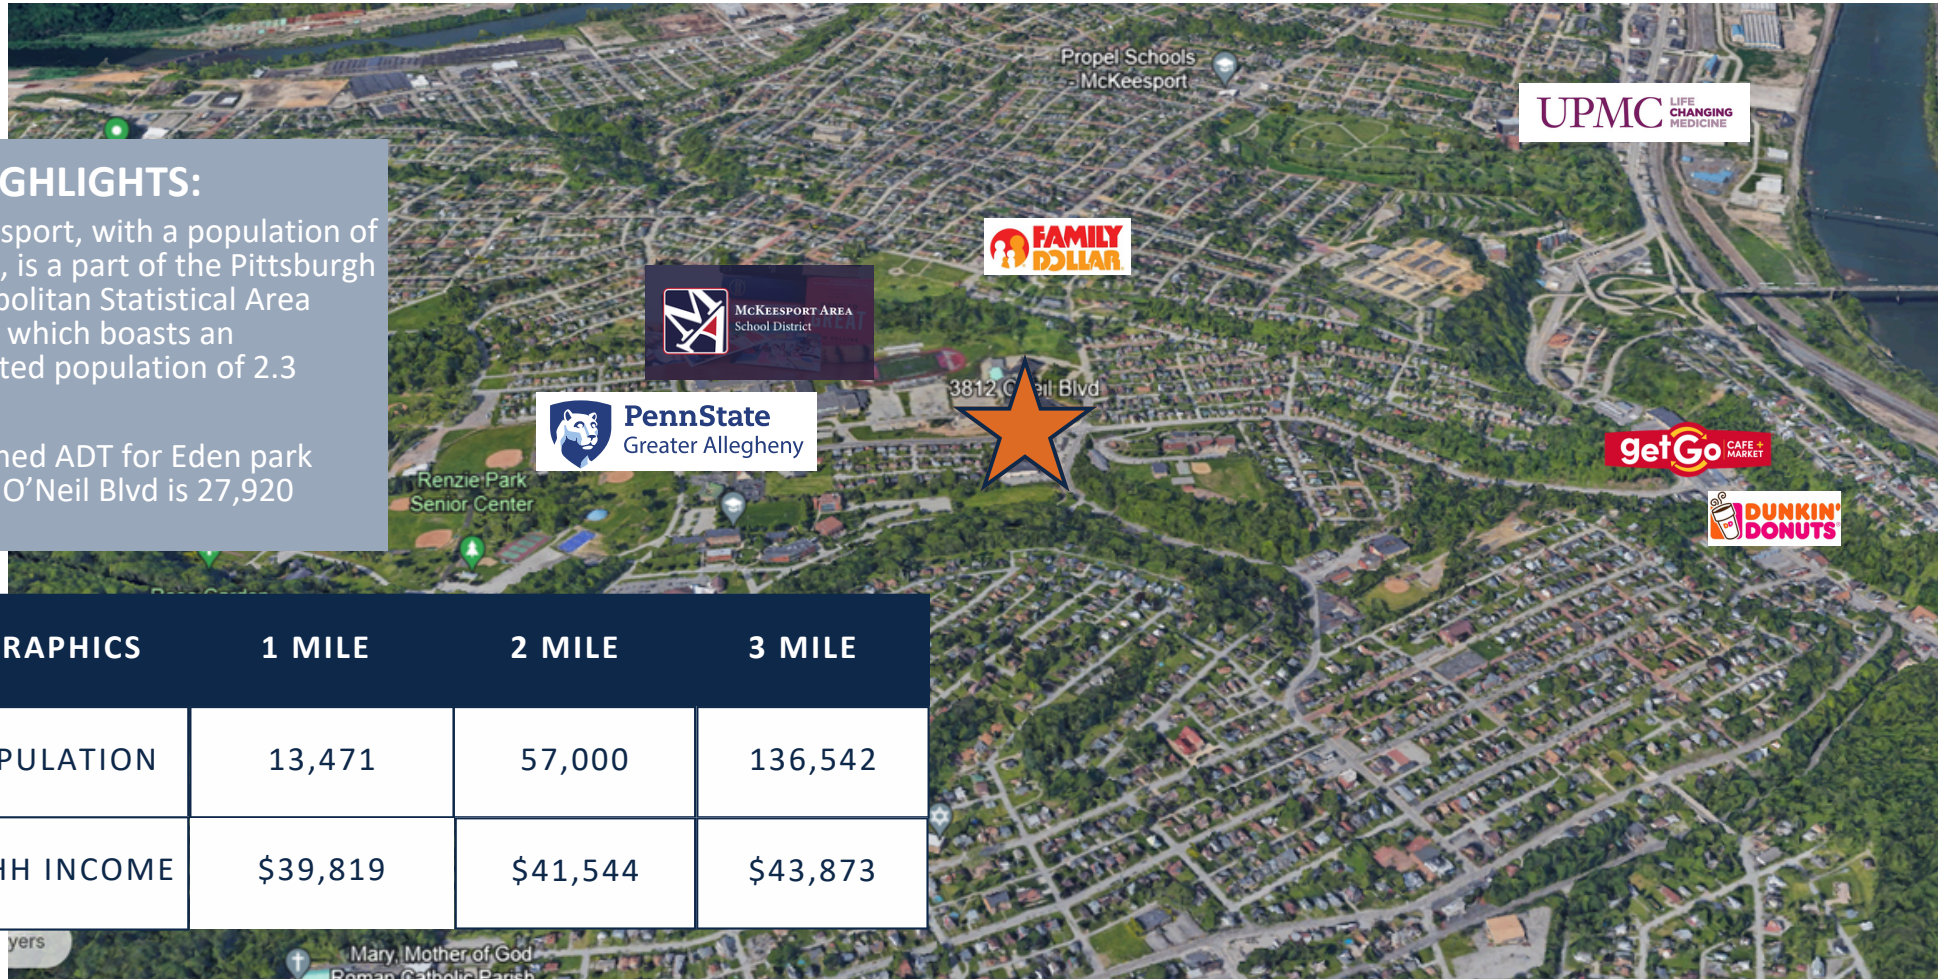 Propel Schools
- McKeesport
UPMC LIFE CHANGING MEDICINE
GHLIGHTS:
sport, with a population of
, is a part of the Pittsburgh
politan Statistical Area
which boasts an
ted population of 2.3
ned ADT for Eden park
O’Neil Blvd is 27,920
FAMILY
DOLLAR
McKeesport Area
School District
3812 O'Neil Blvd
PennState
Greater Allegheny
getGo CAFE +
MARKET
Renzie Park
Senior Center
DUNKIN'
DONUTS
RAPHICS 1 MILE 2 MILE 3 MILE
PULATION 13,471 57,000 136,542
HH INCOME $39,819 $41,544 $43,873
yers
Mary, Mother of God
Roman Catholic Parish